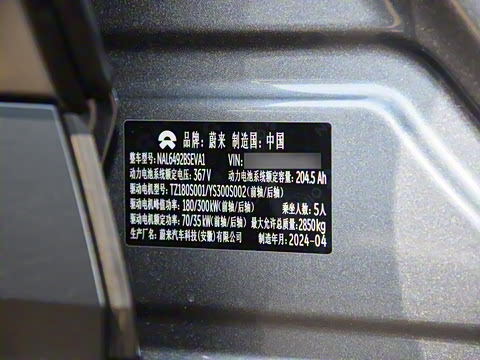 品牌：蔚来 制造国：中国
整车型号：NAL6492BSEVA1 VIN：
动力电池系统额定电压：367V 动力电池系统额定容量：204.5Ah
驱动电机型号：TZ180S001/YS300S002(前轴/后轴)
驱动电机峰值功率：180/300kW(前轴/后轴) 乘坐人数：5人
驱动电机额定功率：70/35kW(前轴/后轴) 最大允许总质量：2850kg
生产厂名：蔚来汽车科技(安徽)有限公司 制造年月：2024-04